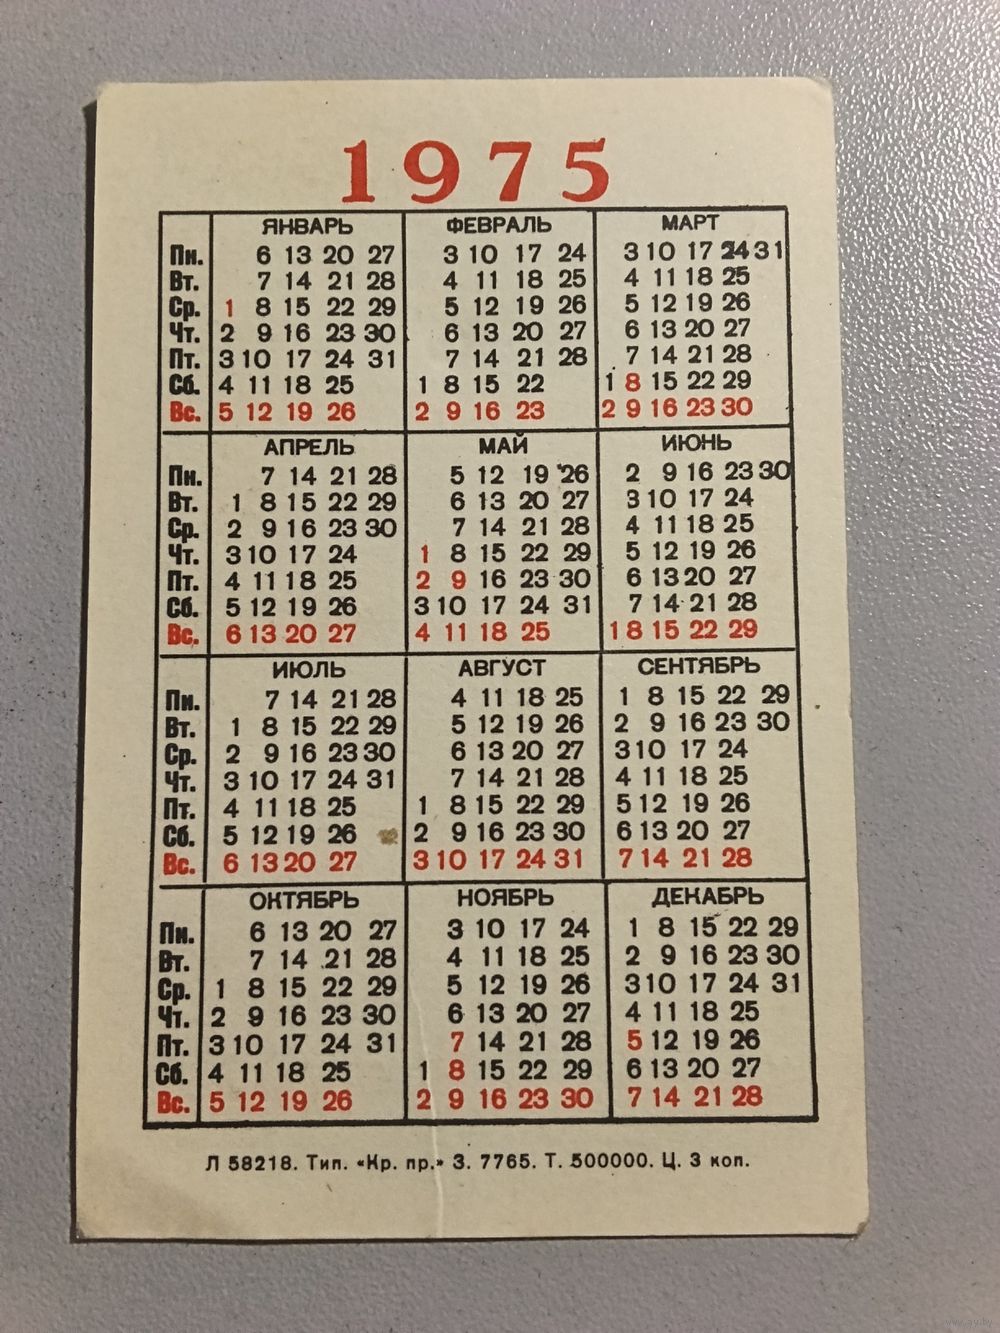 1975
ЯНВАРЬ ФЕВРАЛЬ МАРТ
Пн. 6 13 20 27 3 10 17 24 3 10 17 24 31
Вт. 7 14 21 28 4 11 18 25 4 11 18 25
Ср. 1 8 15 22 29 5 12 19 26 5 12 19 26
Чт. 2 9 16 23 30 6 13 20 27 6 13 20 27
Пт. 3 10 17 24 31 7 14 21 28 7 14 21 28
Сб. 4 11 18 25 1 8 15 22 1 8 15 22 29
Вс. 5 12 19 26 2 9 16 23 2 9 16 23 30
АПРЕЛЬ МАЙ ИЮНЬ
Пн. 7 14 21 28 5 12 19 26 2 9 16 23 30
Вт. 1 8 15 22 29 6 13 20 27 3 10 17 24
Ср. 2 9 16 23 30 7 14 21 28 4 11 18 25
Чт. 3 10 17 24 1 8 15 22 29 5 12 19 26
Пт. 4 11 18 25 2 9 16 23 30 6 13 20 27
Сб. 5 12 19 26 3 10 17 24 31 7 14 21 28
Вс. 6 13 20 27 4 11 18 25 1 8 15 22 29
ИЮЛЬ АВГУСТ СЕНТЯБРЬ
Пн. 7 14 21 28 4 11 18 25 1 8 15 22 29
Вт. 1 8 15 22 29 5 12 19 26 2 9 16 23 30
Ср. 2 9 16 23 30 6 13 20 27 3 10 17 24
Чт. 3 10 17 24 31 7 14 21 28 4 11 18 25
Пт. 4 11 18 25 1 8 15 22 29 5 12 19 26
Сб. 5 12 19 26 2 9 16 23 30 6 13 20 27
Вс. 6 13 20 27 3 10 17 24 31 7 14 21 28
ОКТЯБРЬ НОЯБРЬ ДЕКАБРЬ
Пн. 6 13 20 27 3 10 17 24 1 8 15 22 29
Вт. 7 14 21 28 4 11 18 25 2 9 16 23 30
Ср. 1 8 15 22 29 5 12 19 26 3 10 17 24 31
Чт. 2 9 16 23 30 6 13 20 27 4 11 18 25
Пт. 3 10 17 24 31 7 14 21 28 5 12 19 26
Сб. 4 11 18 25 1 8 15 22 29 6 13 20 27
Вс. 5 12 19 26 2 9 16 23 30 7 14 21 28
Л 58218. Тип. «Кр. пр.» З. 7765. Т. 500000. Ц. 3 коп.